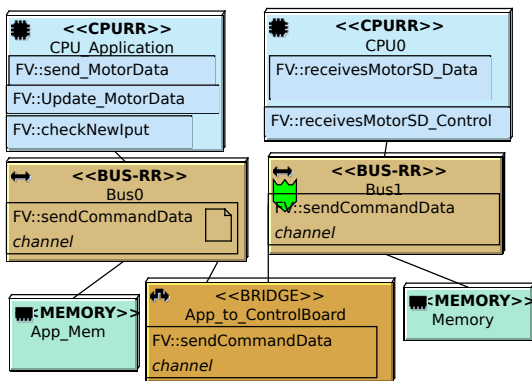 <<CPURR>>
CPU_Application
FV::send_MotorData
FV::Update_MotorData
FV::checkNewIput
<<CPURR>>
CPU0
FV::receivesMotorSD_Data
FV::receivesMotorSD_Control
<<BUS-RR>>
Bus0
FV::sendCommandData
channel
<<BUS-RR>>
Bus1
FV::sendCommandData
channel
<MEMORY>>
App_Mem
<<BRIDGE>>
App_to_ControlBoard
FV::sendCommandData
channel
<MEMORY>>
Memory